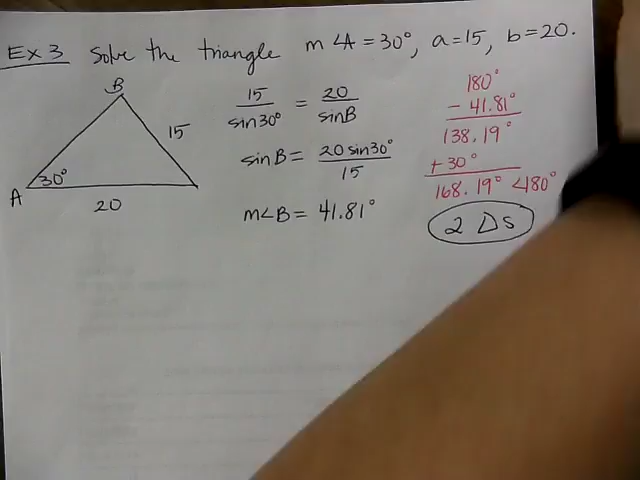 Ex 3 Solve the triangle m∠A = 30°, a = 15, b = 20.
B
15
30°
A
20
15/sin30° = 20/sinB
sinB = 20 sin30°/15
m∠B = 41.81°
180°
- 41.81°
138.19°
+ 30°
168.19° < 180°
2 △s